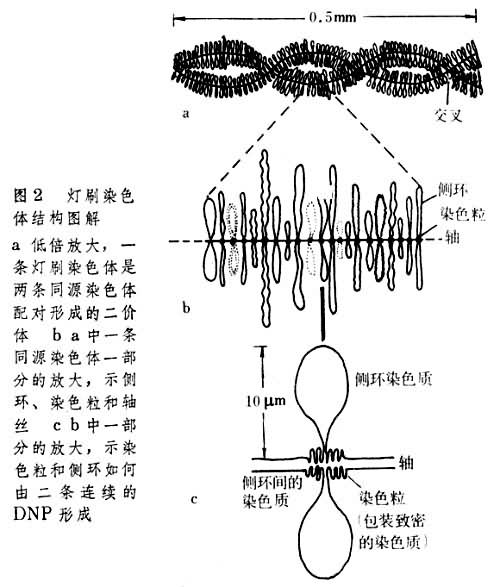 0.5mm
a
交叉
侧环
染色粒
轴
b
图2 灯刷染色
体结构图解
a 低倍放大，一
条灯刷染色体是
两条同源染色体
配对形成的二价
体 b a中一条
同源染色体一部
分的放大，示侧
环、染色粒和轴
丝 c b中一部
分的放大，示染
色粒和侧环如何
由二条连续的
DNP 形成
10μm
侧环染色质
轴
侧环间的
染色质
c
染色粒
(包装致密
的染色质)